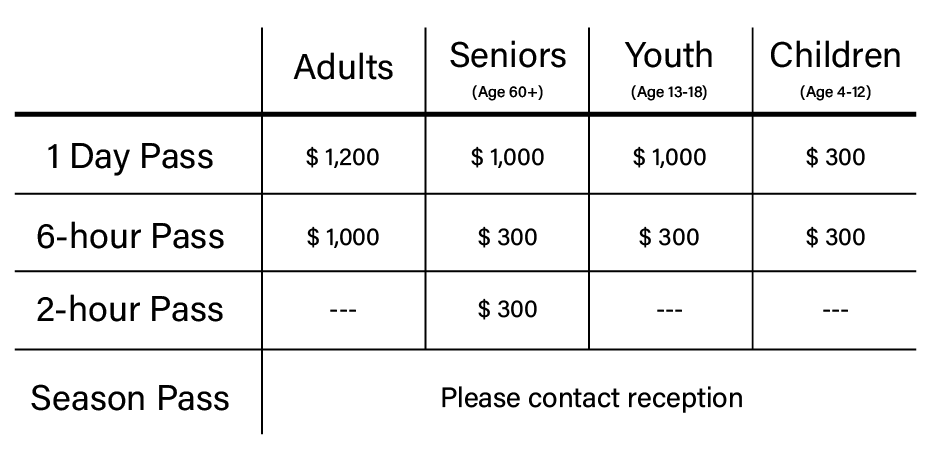 Adults Seniors Youth Children
(Age 60+) (Age 13-18) (Age 4-12)
1 Day Pass $ 1,200 $ 1,000 $ 1,000 $ 300
6-hour Pass $ 1,000 $ 300 $ 300 $ 300
2-hour Pass --- $ 300 --- ---
Season Pass Please contact reception